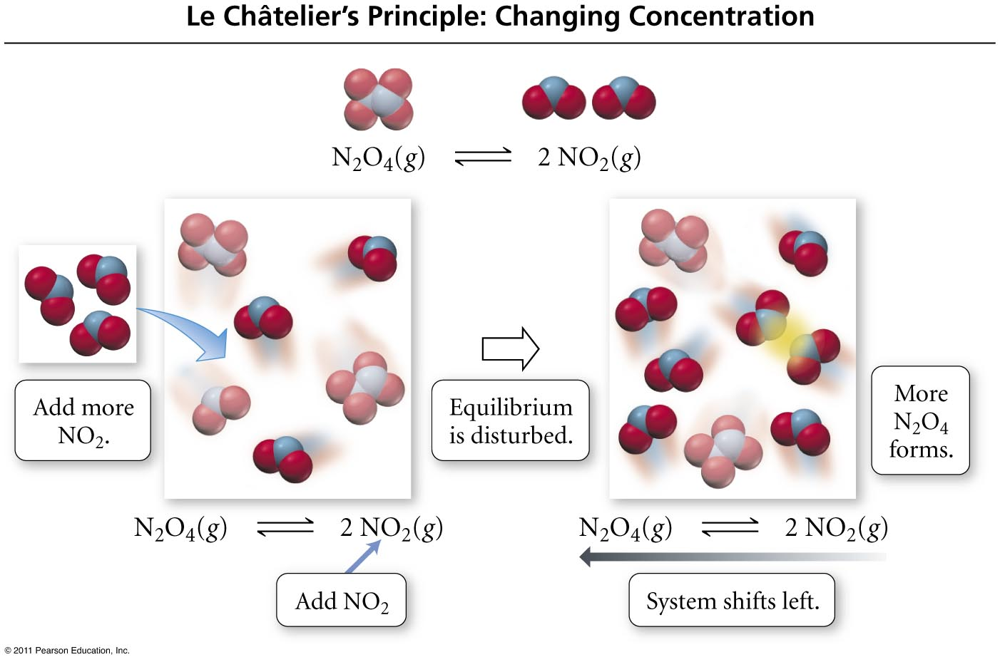 Le Châtelier’s Principle: Changing Concentration
N₂O₄(g) ⇌ 2 NO₂(g)
Add more
NO₂.
Equilibrium
is disturbed.
More
N₂O₄
forms.
N₂O₄(g) ⇌ 2 NO₂(g)
Add NO₂
N₂O₄(g) ⇌ 2 NO₂(g)
System shifts left.
© 2011 Pearson Education, Inc.